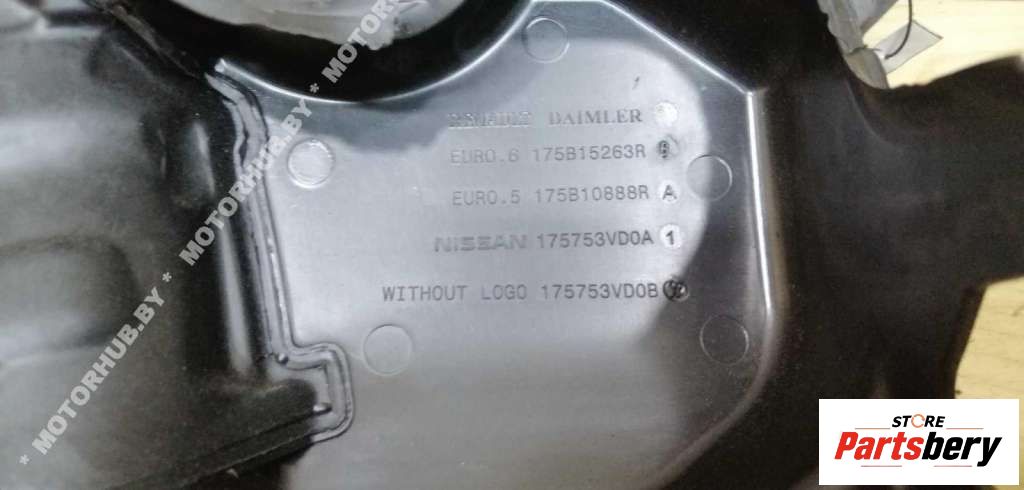 RENAULT DAIMLER
EURO.6 175B15263R
EURO.5 175B10888R A
NISSAN 175753VD0A 1
WITHOUT LOGO 175753VD0B
* MOTORHUB.BY * MOTORHUB.BY *
STORE
Partsbery